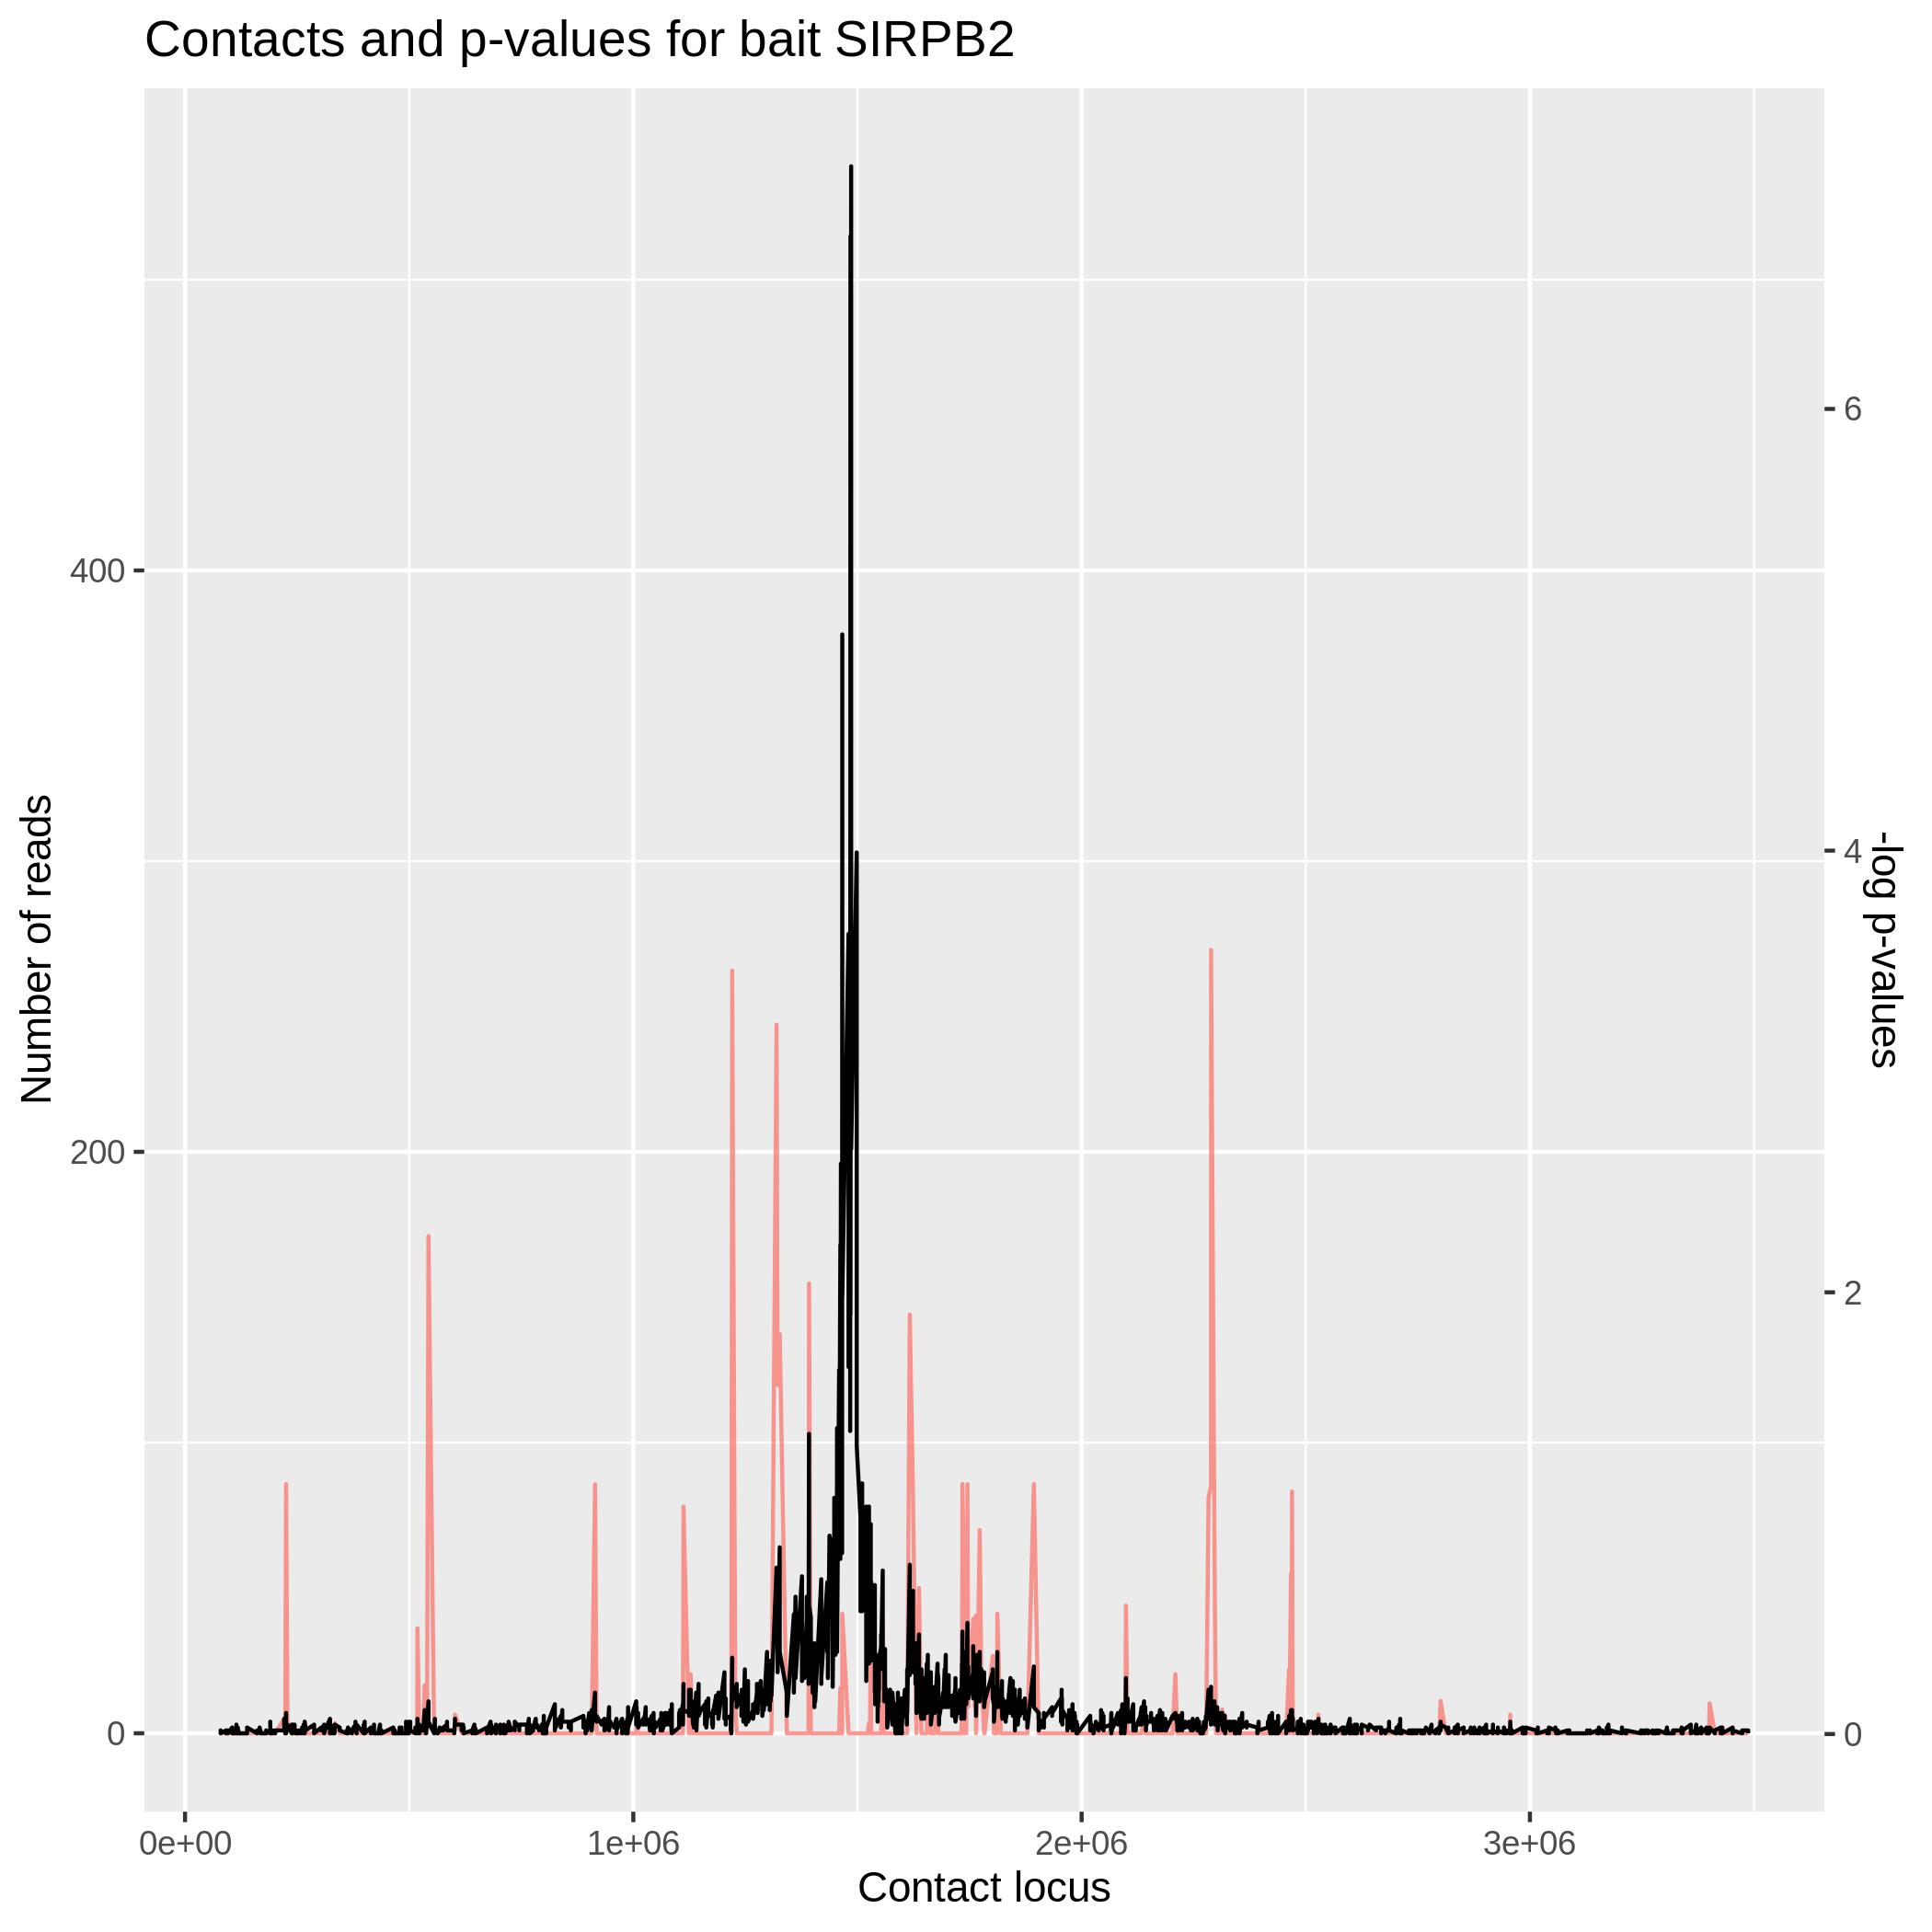 Contacts and p-values for bait SIRPB2
Number of reads
400
200
0
6
4
2
0
-log p-values
0e+00
1e+06
2e+06
3e+06
Contact locus